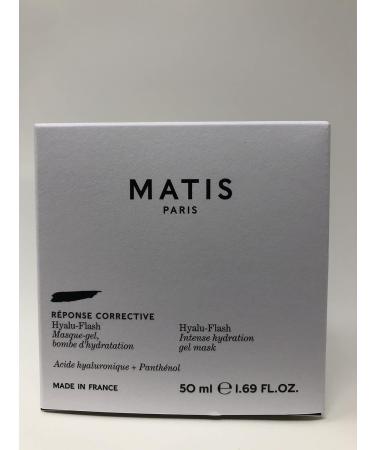 MATIS
PARIS
RÉPONSE CORRECTIVE
Hyalu-Flash
Masque-gel,
bombe d'hydratation
Hyalu-Flash
Intense hydration
gel mask
Acide hyaluronique + Panthénol
MADE IN FRANCE
50 ml ℮ 1.69 FL.OZ.